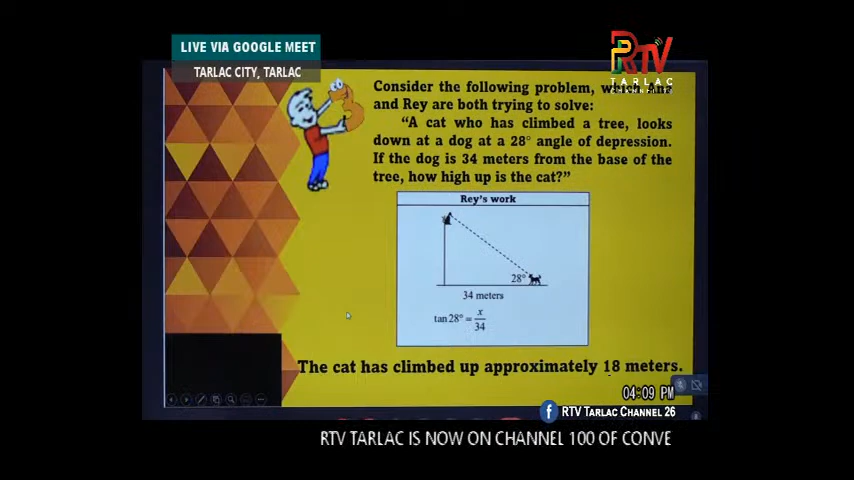 LIVE VIA GOOGLE MEET
TARLAC CITY, TARLAC
RTV
TARLAC
Consider the following problem, which Ana
and Rey are both trying to solve:
“A cat who has climbed a tree, looks
down at a dog at a 28° angle of depression.
If the dog is 34 meters from the base of the
tree, how high up is the cat?”
Rey's work
28°
34 meters
tan 28° = x/34
The cat has climbed up approximately 18 meters.
04:09 PM
f RTV TARLAC CHANNEL 26
RTV TARLAC IS NOW ON CHANNEL 100 OF CONVE